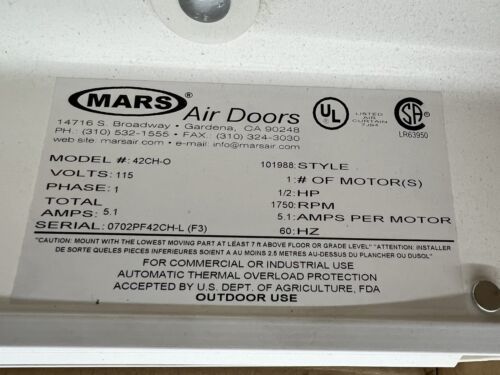 MARS® Air Doors
14716 S. Broadway • Gardena, CA 90248
PH.: (310) 532-1555 • FAX. (310) 324-3030
web site: marsair.com • e-mail: info@marsair.com
UL ®
LISTED
AIR
CURTAIN
SA ®
LR63950
MODEL #: 42CH-O
101988: STYLE
VOLTS: 115
1: # OF MOTOR(S)
PHASE: 1
1/2: HP
TOTAL
1750: RPM
AMPS: 5.1
5.1: AMPS PER MOTOR
SERIAL: 0702PF42CH-L (F3)
60: HZ
"CAUTION: MOUNT WITH THE LOWEST MOVING PART AT LEAST 7 ft ABOVE FLOOR OR GRADE LEVEL" "ATTENTION: INSTALLER
DE SORTE QUELES PIECES INFERIEURES SOIENT A AU MOINS 2.5 METRES AU-DESSUS DU PLANCHER OU DUSOL"
FOR COMMERCIAL OR INDUSTRIAL USE
AUTOMATIC THERMAL OVERLOAD PROTECTION
ACCEPTED BY U.S. DEPT. OF AGRICULTURE, FDA
OUTDOOR USE